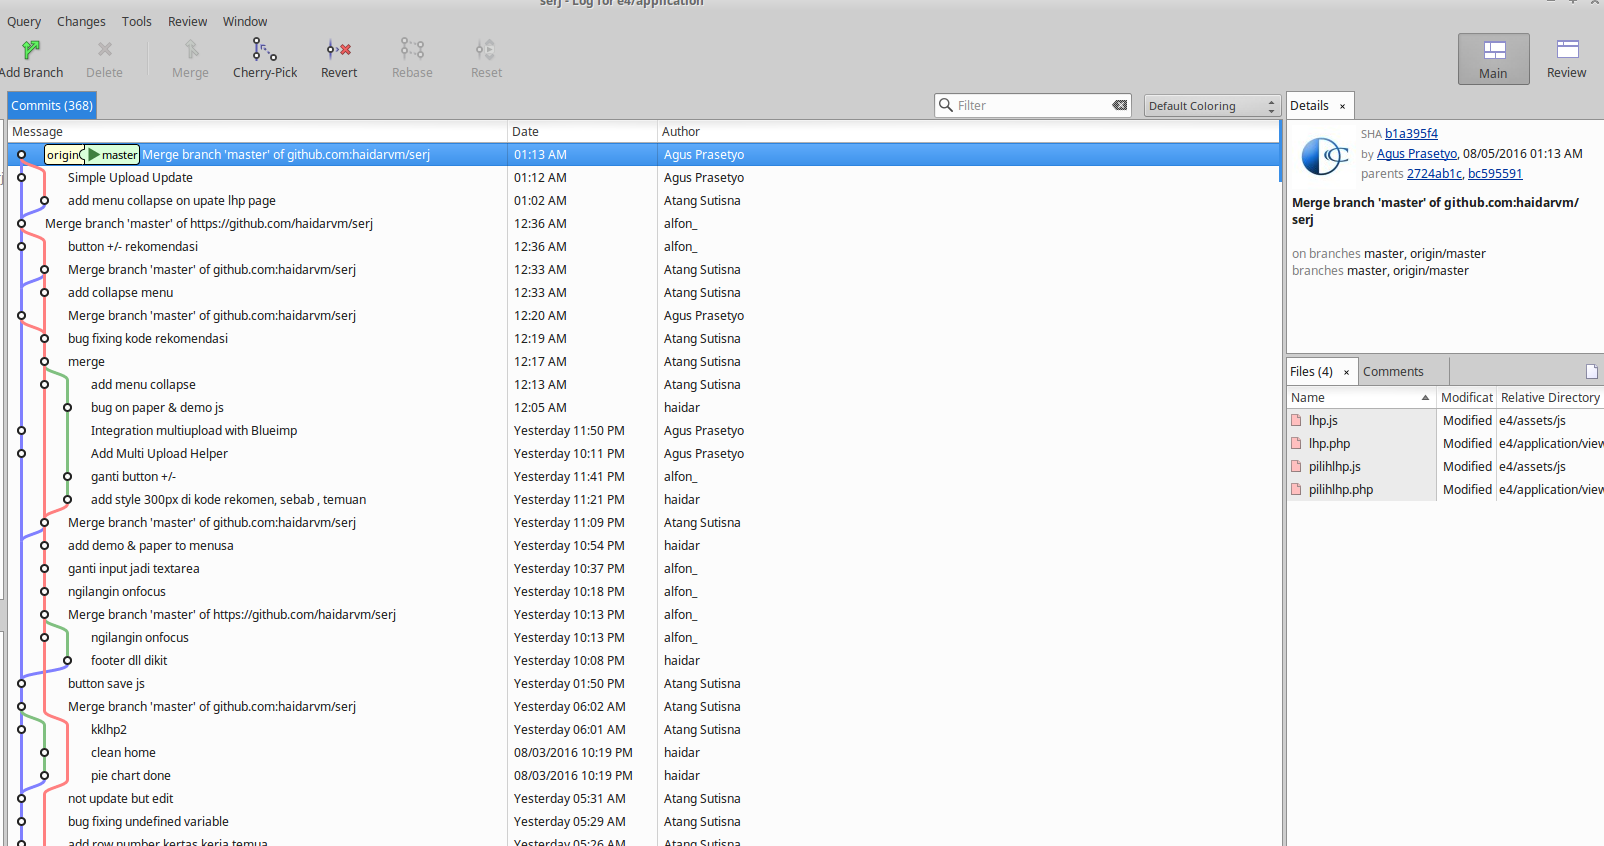 serj - Log for e4/application
Query Changes Tools Review Window
Add Branch Delete Merge Cherry-Pick Revert Rebase Reset Main Review
Commits (368) Filter Default Coloring
Message Date Author
origin master Merge branch 'master' of github.com:haidarvm/serj 01:13 AM Agus Prasetyo
Simple Upload Update 01:12 AM Agus Prasetyo
add menu collapse on upate lhp page 01:02 AM Atang Sutisna
Merge branch 'master' of https://github.com/haidarvm/serj 12:36 AM alfon_
button +/- rekomendasi 12:36 AM alfon_
Merge branch 'master' of github.com:haidarvm/serj 12:33 AM Atang Sutisna
add collapse menu 12:33 AM Atang Sutisna
Merge branch 'master' of github.com:haidarvm/serj 12:20 AM Agus Prasetyo
bug fixing kode rekomendasi 12:19 AM Atang Sutisna
merge 12:17 AM Atang Sutisna
add menu collapse 12:13 AM Atang Sutisna
bug on paper & demo js 12:05 AM haidar
Integration multiupload with Blueimp Yesterday 11:50 PM Agus Prasetyo
Add Multi Upload Helper Yesterday 10:11 PM Agus Prasetyo
ganti button +/- Yesterday 11:41 PM alfon_
add style 300px di kode rekomen, sebab , temuan Yesterday 11:21 PM haidar
Merge branch 'master' of github.com:haidarvm/serj Yesterday 11:09 PM Atang Sutisna
add demo & paper to menusa Yesterday 10:54 PM haidar
ganti input jadi textarea Yesterday 10:37 PM alfon_
ngilangin onfocus Yesterday 10:18 PM alfon_
Merge branch 'master' of https://github.com/haidarvm/serj Yesterday 10:13 PM alfon_
ngilangin onfocus Yesterday 10:13 PM alfon_
footer dll dikit Yesterday 10:08 PM haidar
button save js Yesterday 01:50 PM Atang Sutisna
Merge branch 'master' of github.com:haidarvm/serj Yesterday 06:02 AM Atang Sutisna
kklhp2 Yesterday 06:01 AM Atang Sutisna
clean home 08/03/2016 10:19 PM haidar
pie chart done 08/03/2016 10:19 PM haidar
not update but edit Yesterday 05:31 AM Atang Sutisna
bug fixing undefined variable Yesterday 05:29 AM Atang Sutisna
add row number kertas kerja temua Yesterday 05:26 AM Atang Sutisna
Details
SHA b1a395f4
by Agus Prasetyo, 08/05/2016 01:13 AM
parents 2724ab1c, bc595591
Merge branch 'master' of github.com:haidarvm/
serj
on branches master, origin/master
branches master, origin/master
Files (4) Comments
Name Modificat Relative Directory
lhp.js Modified e4/assets/js
lhp.php Modified e4/application/view
pilihlhp.js Modified e4/assets/js
pilihlhp.php Modified e4/application/view